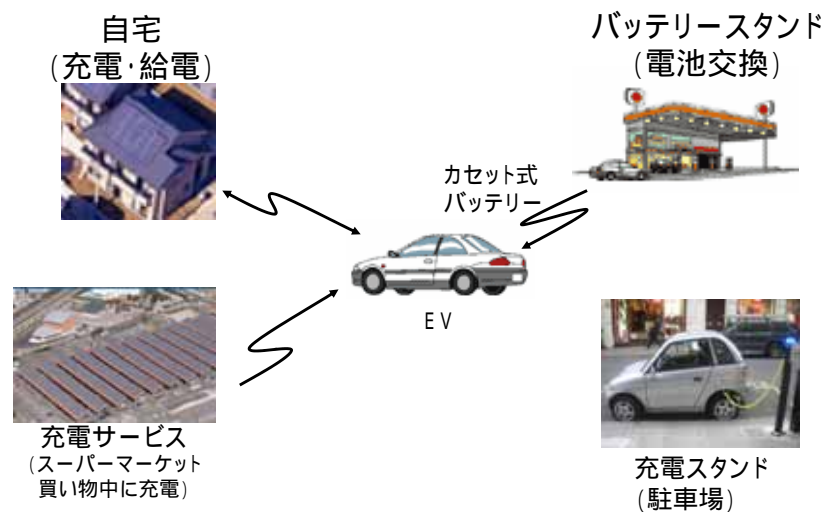 自宅
(充電･給電)
バッテリースタンド
(電池交換)
カセット式
バッテリー
ＥＶ
充電サービス
(スーパーマーケット
買い物中に充電)
充電スタンド
(駐車場)